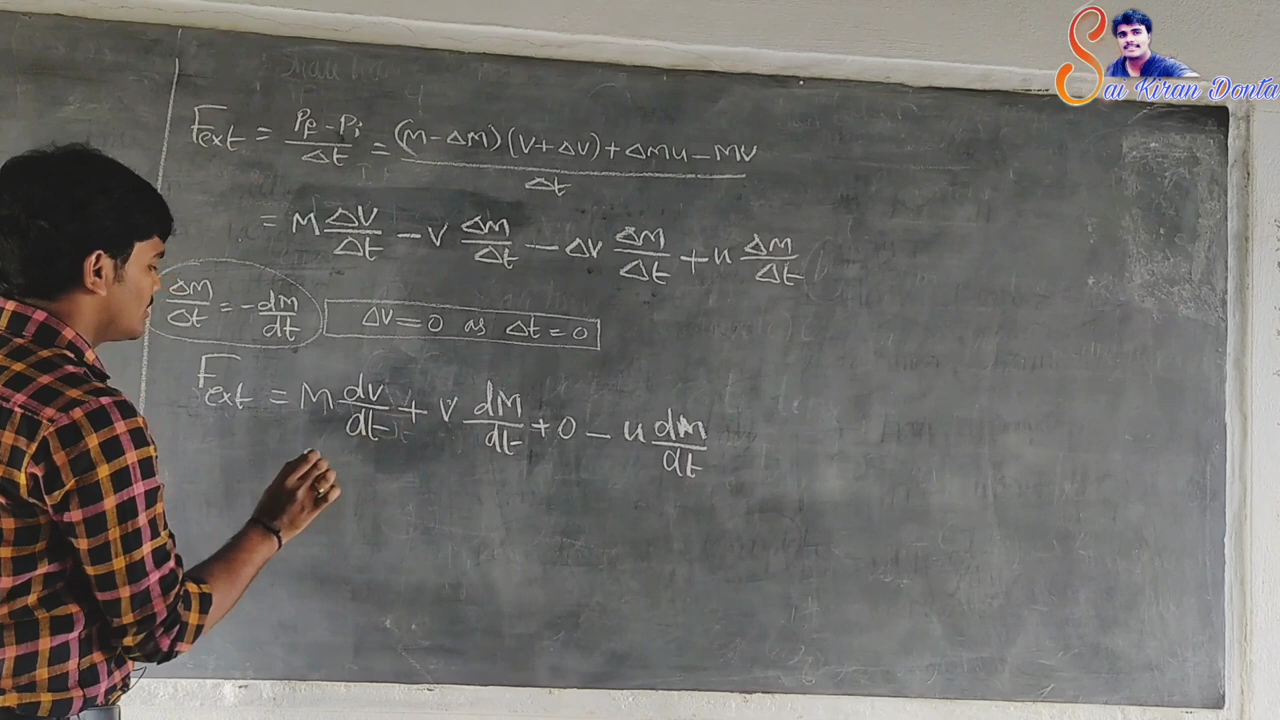 Sai Kiran Donta
Fext = Pf - Pi / Δt = (M - ΔM)(V + ΔV) + ΔMu - MV / Δt
= M ΔV/Δt - V ΔM/Δt - ΔV ΔM/Δt + u ΔM/Δt
ΔM/Δt = - dM/dt
ΔV = 0 as Δt = 0
Fext = M dV/dt + V dM/dt + 0 - u dM/dt